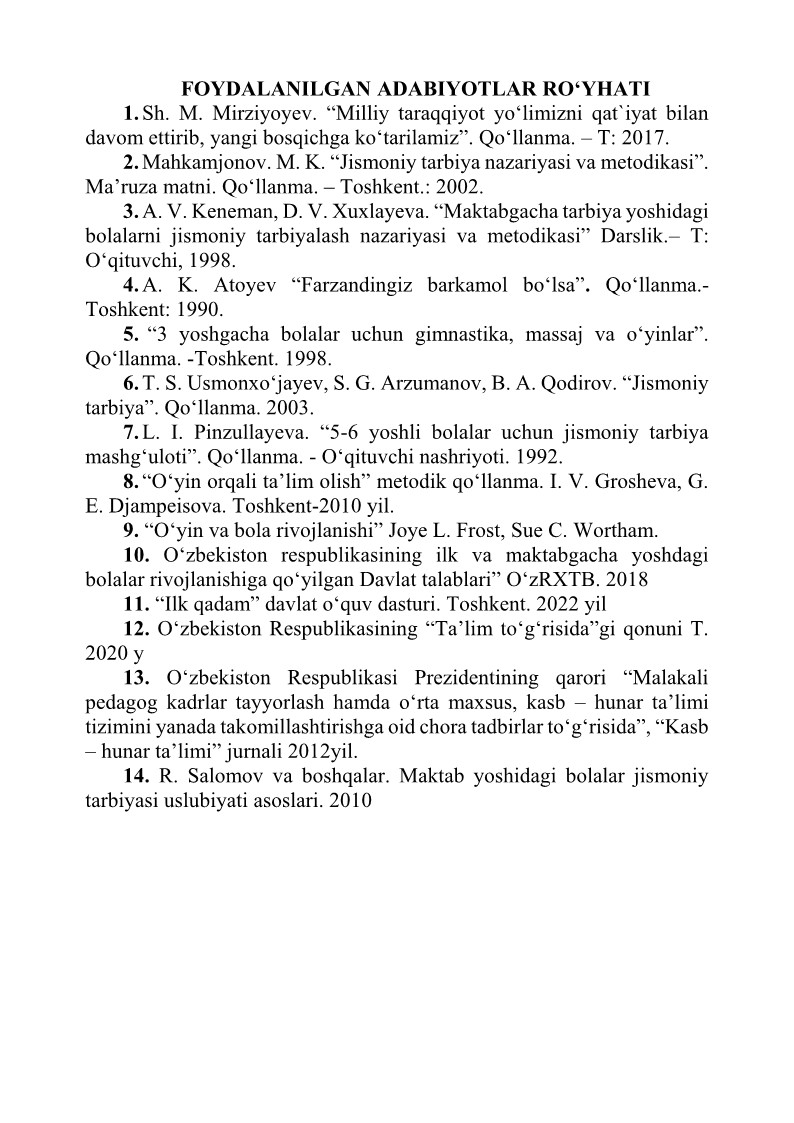 FOYDALANILGAN ADABIYOTLAR RO‘YHATI
1. Sh. M. Mirziyoyev. “Milliy taraqqiyot yo‘limizni qat`iyat bilan
davom ettirib, yangi bosqichga ko‘tarilamiz”. Qo‘llanma. – T: 2017.
2. Mahkamjonov. M. K. “Jismoniy tarbiya nazariyasi va metodikasi”.
Ma’ruza matni. Qo‘llanma. – Toshkent.: 2002.
3. A. V. Keneman, D. V. Xuxlayeva. “Maktabgacha tarbiya yoshidagi
bolalarni jismoniy tarbiyalash nazariyasi va metodikasi” Darslik.– T:
O‘qituvchi, 1998.
4. A. K. Atoyev “Farzandingiz barkamol bo‘lsa”. Qo‘llanma.-
Toshkent: 1990.
5. “3 yoshgacha bolalar uchun gimnastika, massaj va o‘yinlar”.
Qo‘llanma. -Toshkent. 1998.
6. T. S. Usmonxo‘jayev, S. G. Arzumanov, B. A. Qodirov. “Jismoniy
tarbiya”. Qo‘llanma. 2003.
7. L. I. Pinzullayeva. “5-6 yoshli bolalar uchun jismoniy tarbiya
mashg‘uloti”. Qo‘llanma. - O‘qituvchi nashriyoti. 1992.
8. “O‘yin orqali ta’lim olish” metodik qo‘llanma. I. V. Grosheva, G.
E. Djampeisova. Toshkent-2010 yil.
9. “O‘yin va bola rivojlanishi” Joye L. Frost, Sue C. Wortham.
10. O‘zbekiston respublikasining ilk va maktabgacha yoshdagi
bolalar rivojlanishiga qo‘yilgan Davlat talablari” O‘zRXTB. 2018
11. “Ilk qadam” davlat o‘quv dasturi. Toshkent. 2022 yil
12. O‘zbekiston Respublikasining “Ta’lim to‘g‘risida”gi qonuni T.
2020 y
13. O‘zbekiston Respublikasi Prezidentining qarori “Malakali
pedagog kadrlar tayyorlash hamda o‘rta maxsus, kasb – hunar ta’limi
tizimini yanada takomillashtirishga oid chora tadbirlar to‘g‘risida”, “Kasb
– hunar ta’limi” jurnali 2012yil.
14. R. Salomov va boshqalar. Maktab yoshidagi bolalar jismoniy
tarbiyasi uslubiyati asoslari. 2010